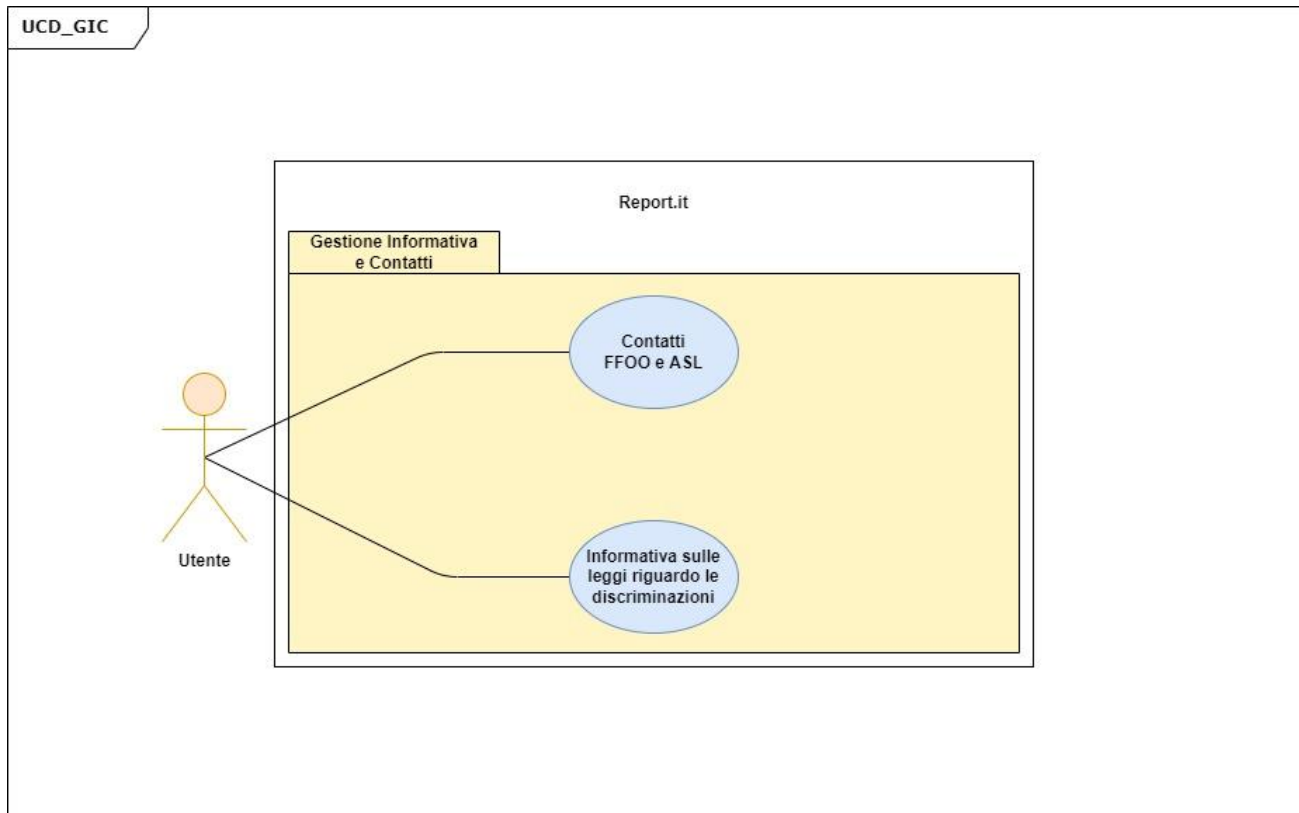 UCD_GIC
Report.it
Gestione Informativa
e Contatti
Contatti
FFOO e ASL
Utente
Informativa sulle
leggi riguardo le
discriminazioni